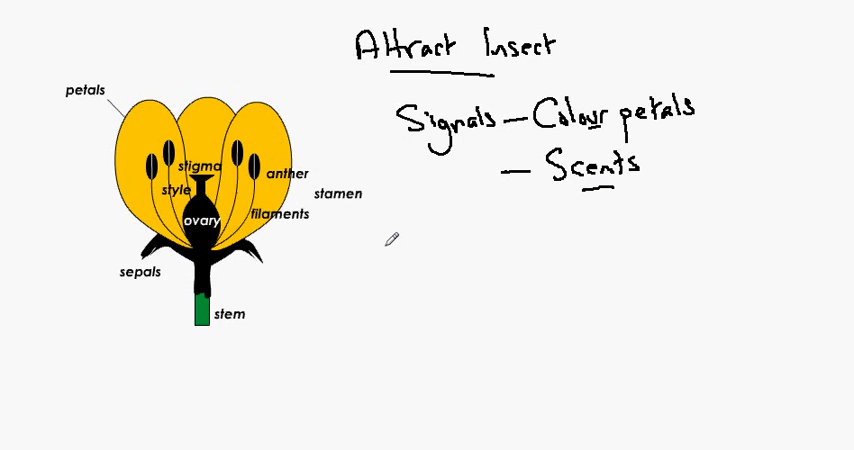 Attract Insect
Signals – Colour petals
– Scents
petals
stigma
anther
style
stamen
ovary
filaments
sepals
stem